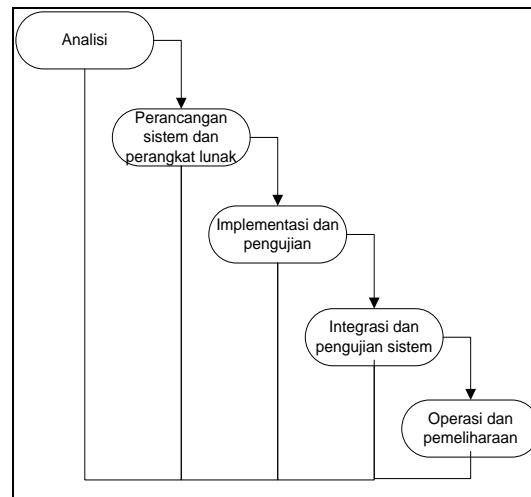 Analisi
Perancangan
sistem dan
perangkat lunak
Implementasi dan
pengujian
Integrasi dan
pengujian sistem
Operasi dan
pemeliharaan